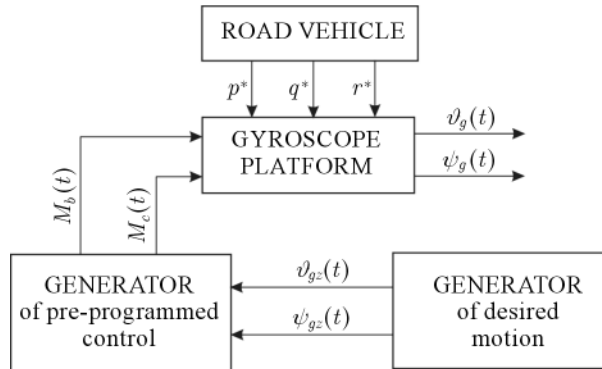 ROAD VEHICLE
p* q* r*
GYROSCOPE
PLATFORM
ϑg(t)
ψg(t)
Mb(t)
Mc(t)
GENERATOR
of pre-programmed
control
ϑgz(t)
ψgz(t)
GENERATOR
of desired
motion